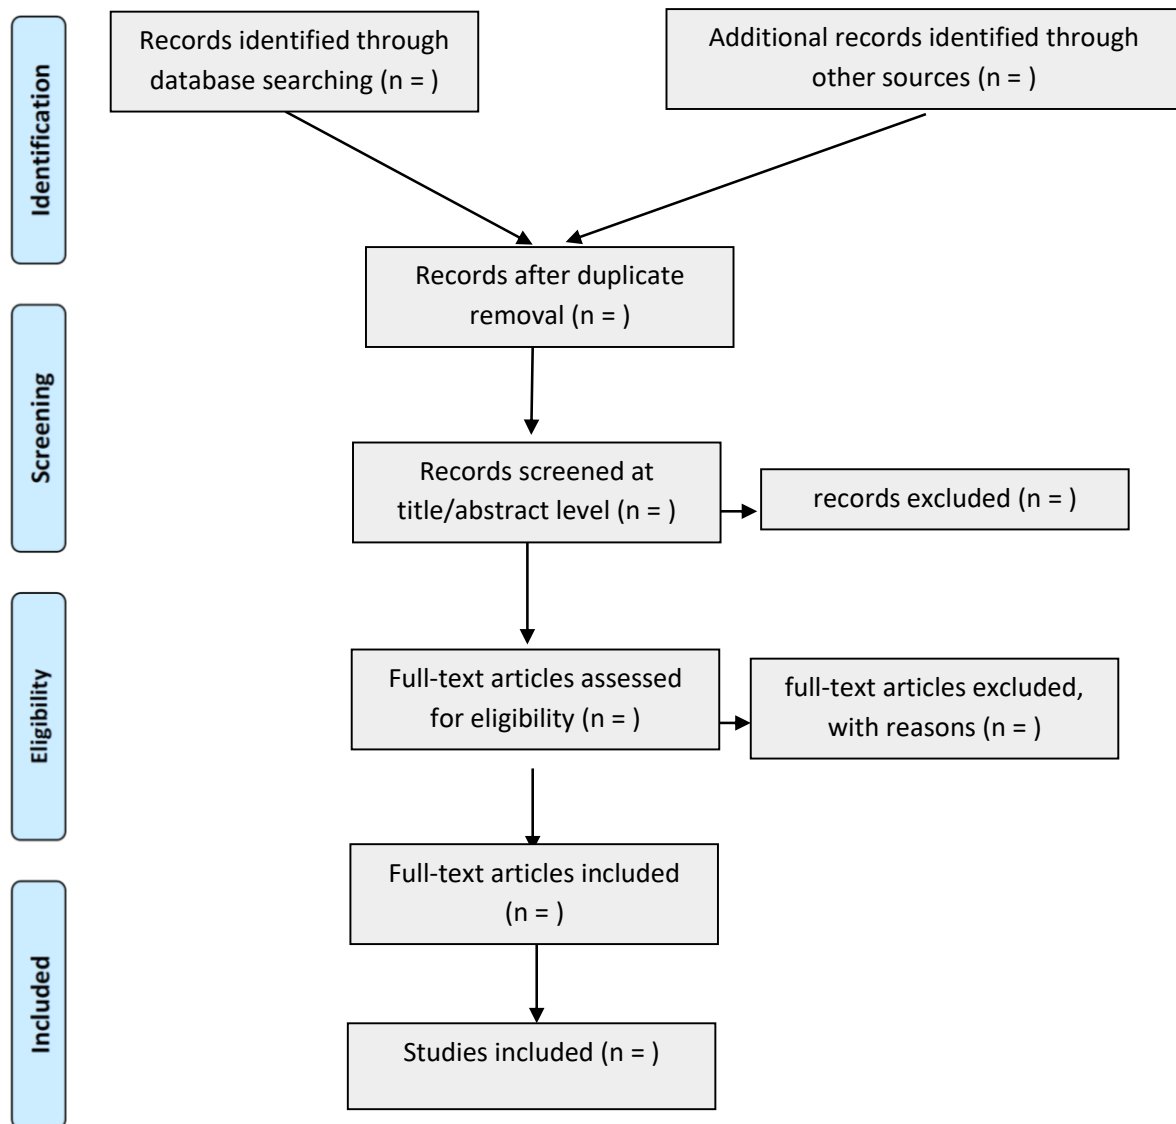 Identification
Records identified through
database searching (n = )
Additional records identified through
other sources (n = )
Records after duplicate
removal (n = )
Screening
Records screened at
title/abstract level (n = )
records excluded (n = )
Eligibility
Full-text articles assessed
for eligibility (n = )
full-text articles excluded,
with reasons (n = )
Included
Full-text articles included
(n = )
Studies included (n = )